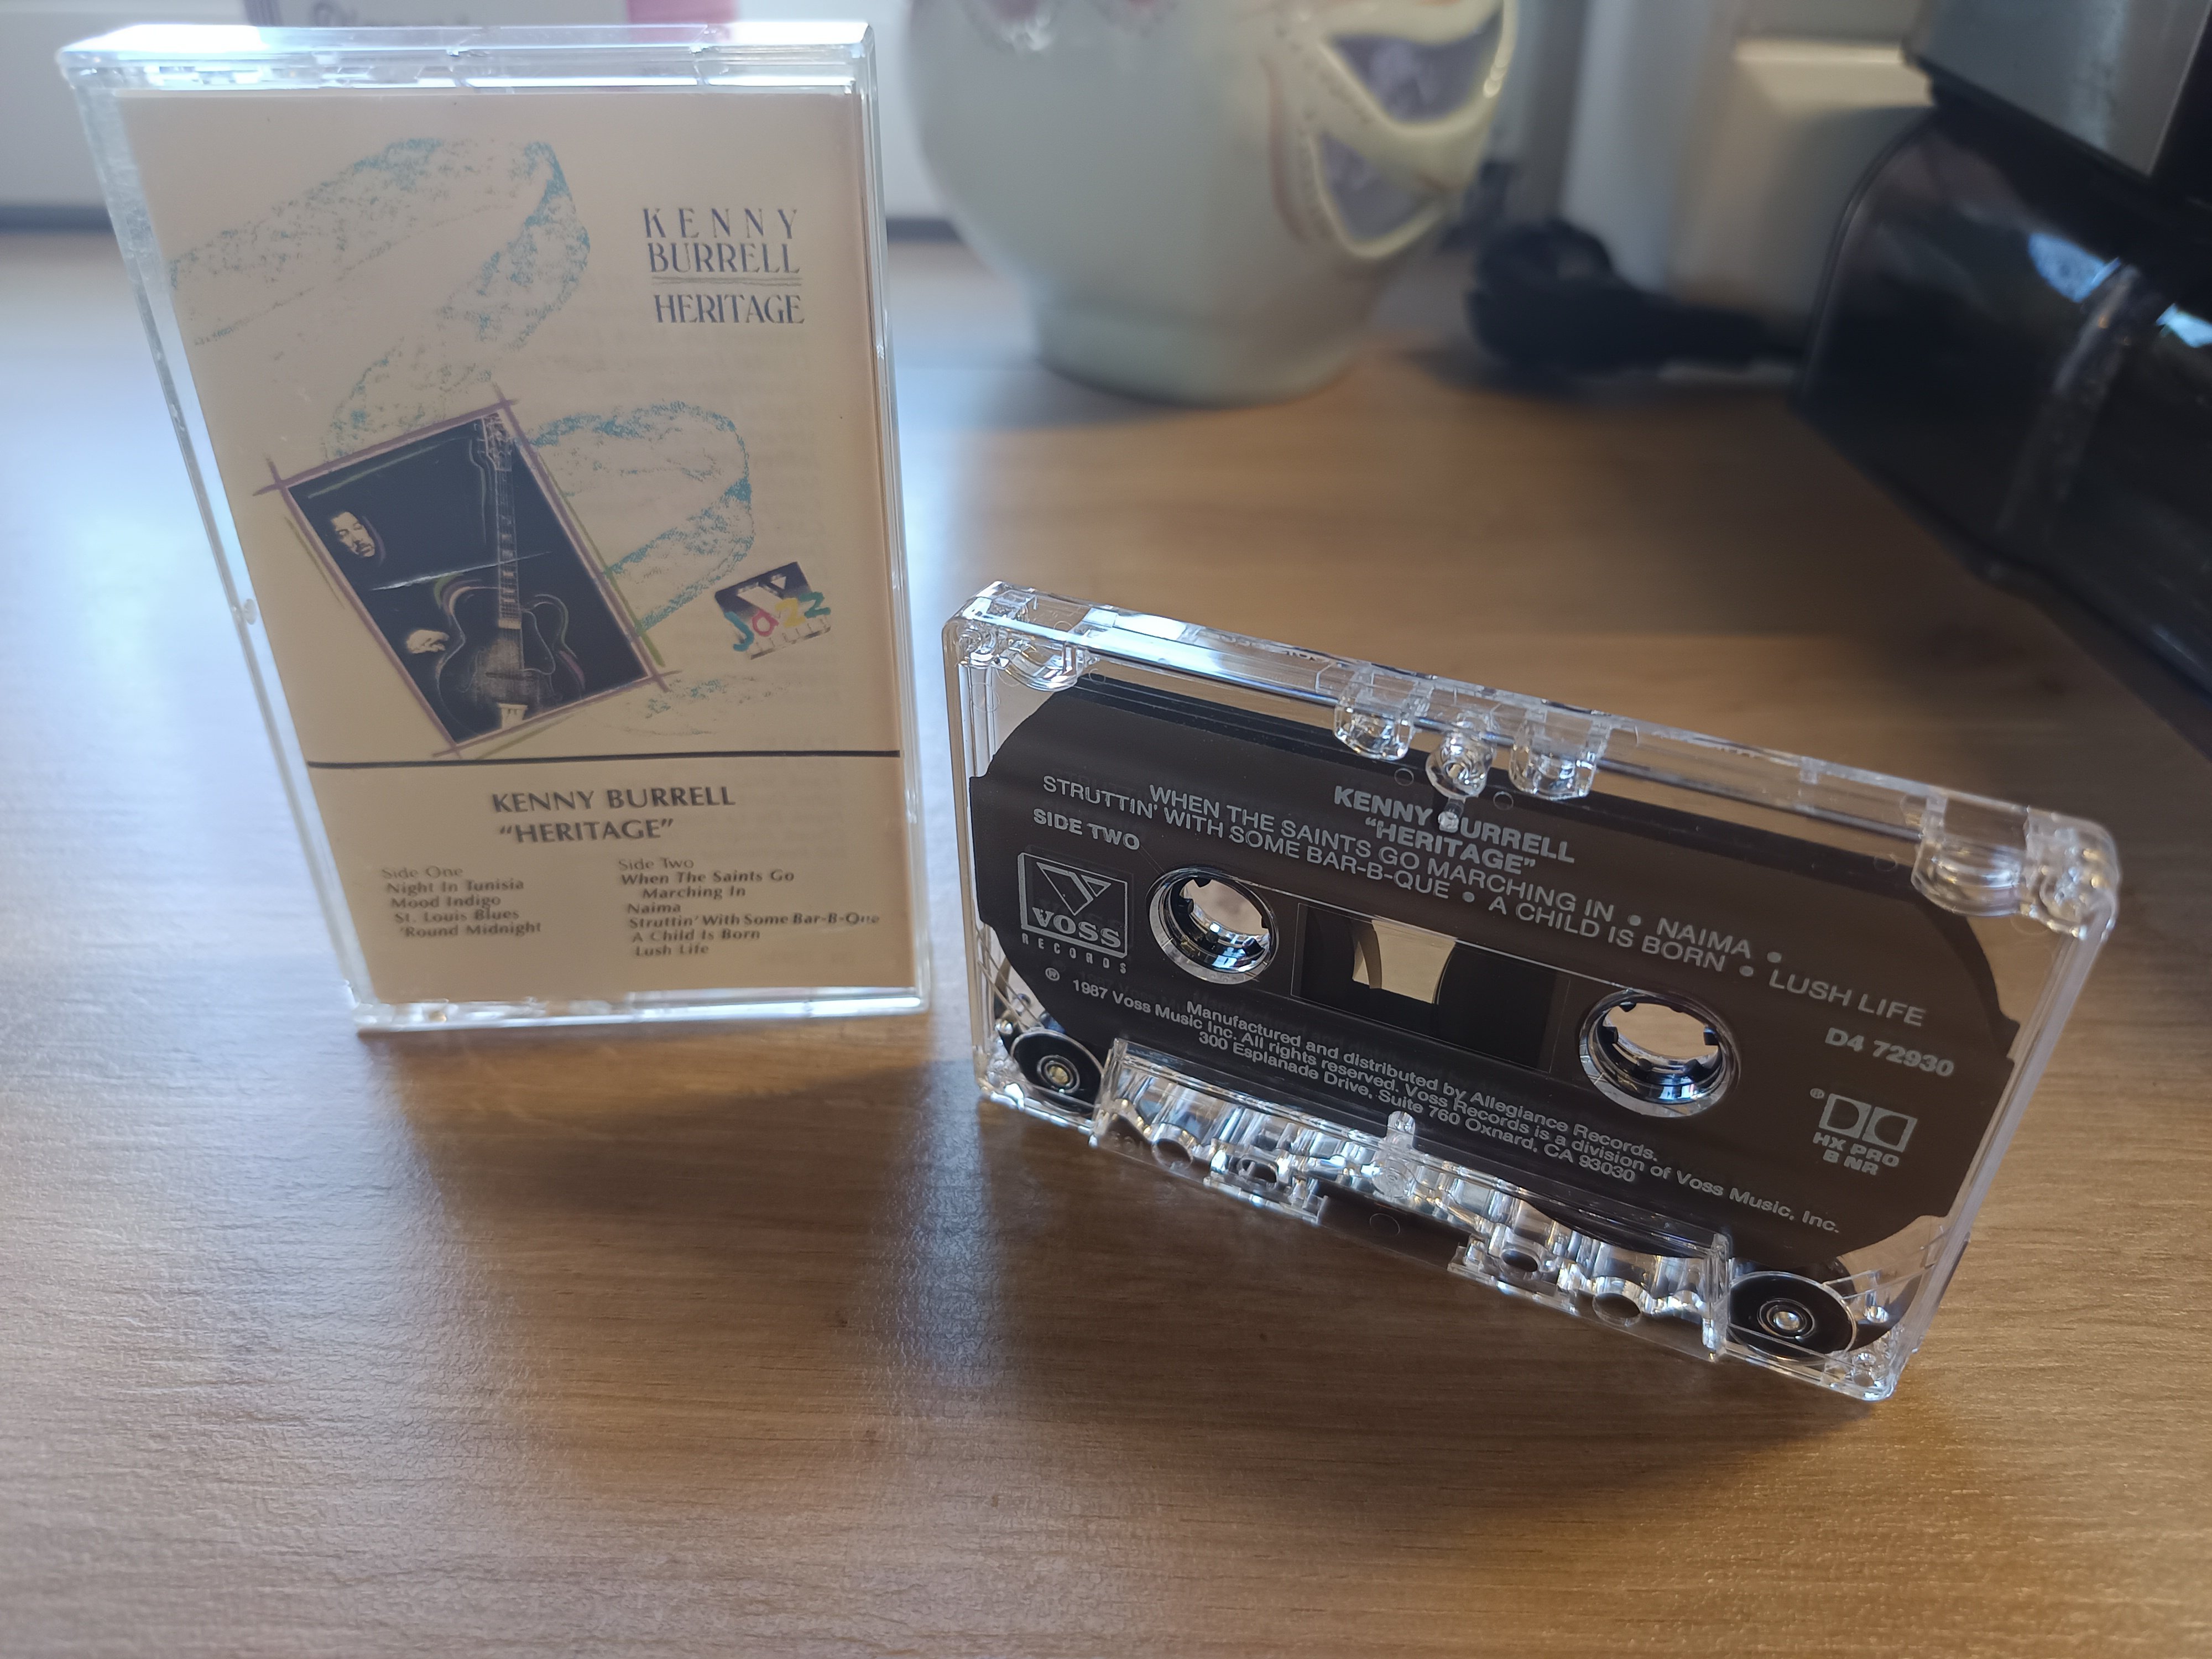 KENNY
BURRELL
HERITAGE
Jazz
KENNY BURRELL
“HERITAGE”
Side One
Night In Tunisia
Mood Indigo
St. Louis Blues
'Round Midnight
Side Two
When The Saints Go
Marching In
Naima
Struttin' With Some Bar-B-Que
A Child Is Born
Lush Life
KENNY BURRELL
“HERITAGE”
WHEN THE SAINTS GO MARCHING IN • NAIMA •
STRUTTIN' WITH SOME BAR-B-QUE • A CHILD IS BORN • LUSH LIFE
SIDE TWO
VOSS
RECORDS
D4 72930
® DD
HX PRO
B NR
Manufactured and distributed by Allegiance Records.
℗ 1987 Voss Music Inc. All rights reserved. Voss Records is a division of Voss Music, Inc.
300 Esplanade Drive, Suite 760 Oxnard, CA 93030